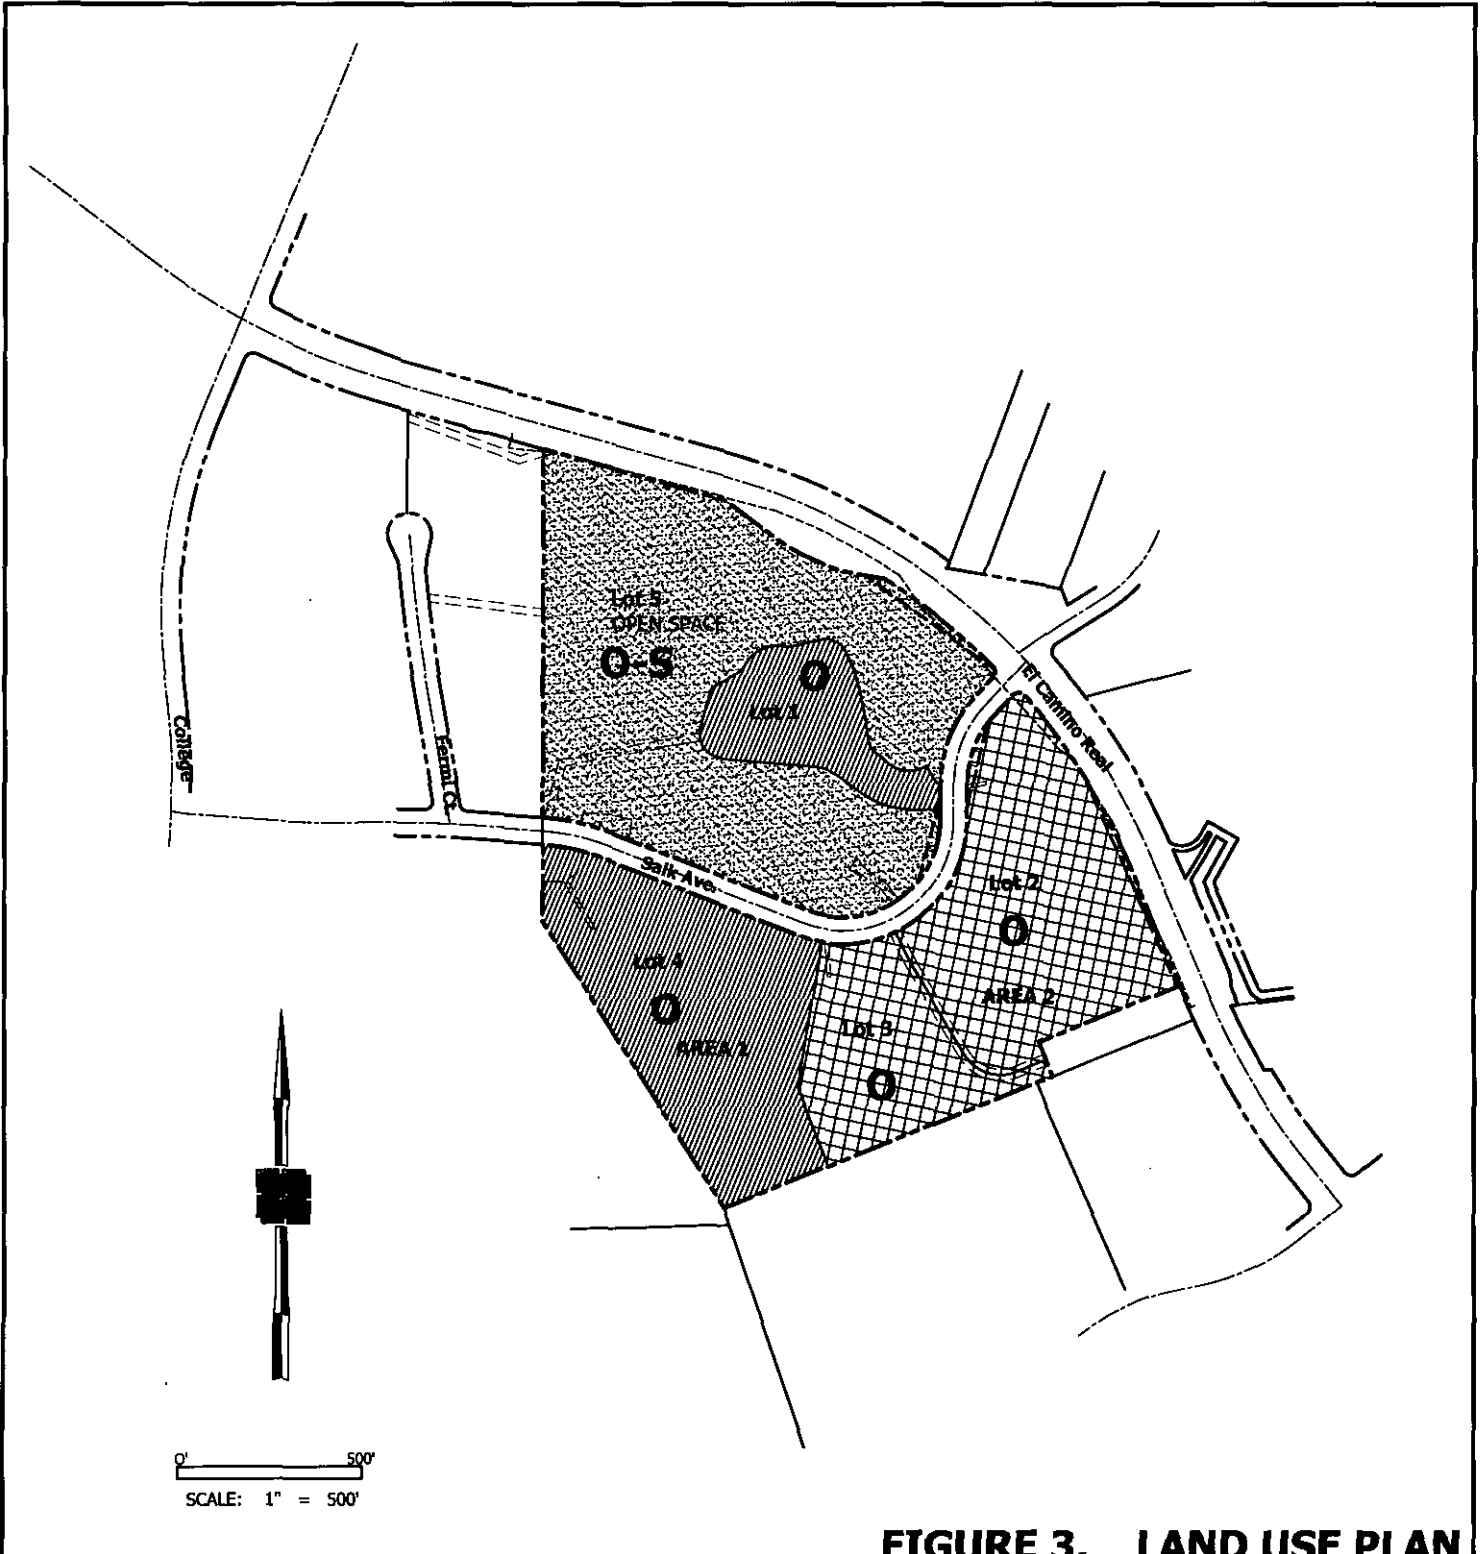 Lot 5
OPEN SPACE
O-S
O
Lot 1
El Camino Real
College
Fermi Ct.
Salk Ave.
Lot 2
O
AREA 2
Lot 4
O
AREA 1
Lot 3
O
0' 500'
SCALE: 1" = 500'
FIGURE 3. LAND USE PLAN